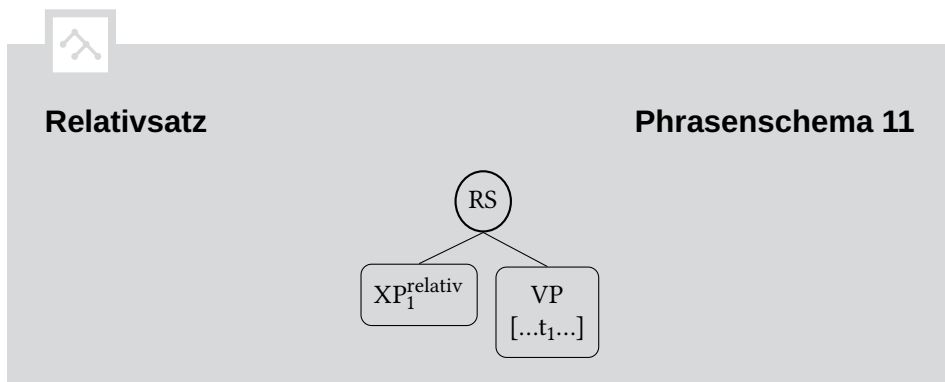 Relativsatz Phrasenschema 11
RS
XP₁^relativ VP
[...t₁...]